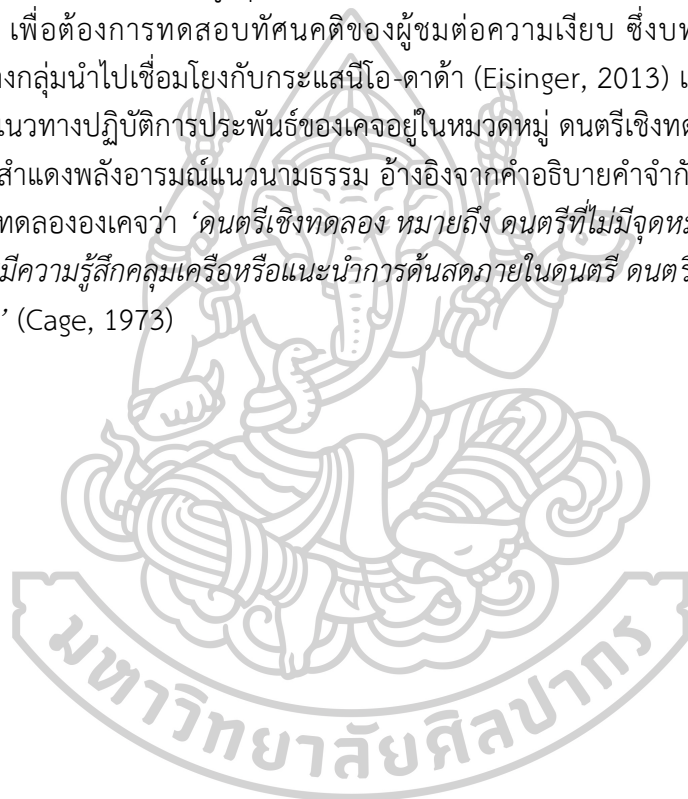 เพื่อต้องการทดสอบทัศนคติของผู้ชมต่อความเงียบ ซึ่งบท
งกลุ่มนำไปเชื่อมโยงกับกระแสนีโอ-ดาด้า (Eisinger, 2013) เ
แนวทางปฏิบัติการประพันธ์ของเคจอยู่ในหมวดหมู่ ดนตรีเชิงทด
สำแดงพลังอารมณ์แนวนามธรรม อ้างอิงจากคำอธิบายคำจำกั
ทดลององเคจว่า ‘ดนตรีเชิงทดลอง หมายถึง ดนตรีที่ไม่มีจุดห
มีความรู้สึกคลุมเครือหรือแนะนำการด้นสดภายในดนตรี ดนตรี
’ (Cage, 1973)
มหาวิทยาลัยศิลปากร